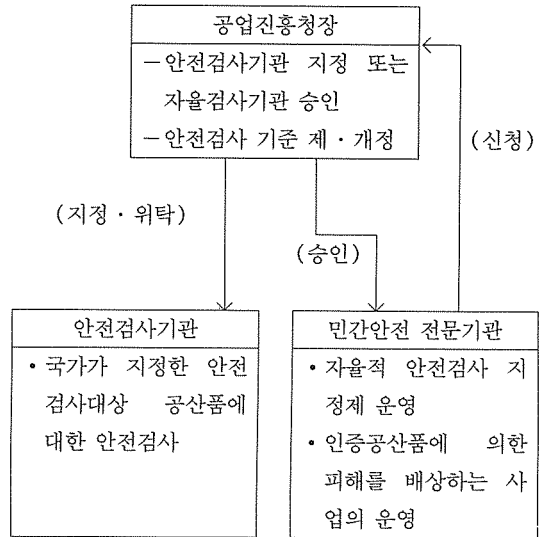 공업진흥청장
－안전검사기관 지정 또는
자율검사기관 승인
－안전검사 기준 제·개정
(신청)
(지정·위탁)
(승인)
안전검사기관
• 국가가 지정한 안전
검사대상 공산품에
대한 안전검사
민간안전 전문기관
• 자율적 안전검사 지
정제 운영
• 인증공산품에 의한
피해를 배상하는 사
업의 운영